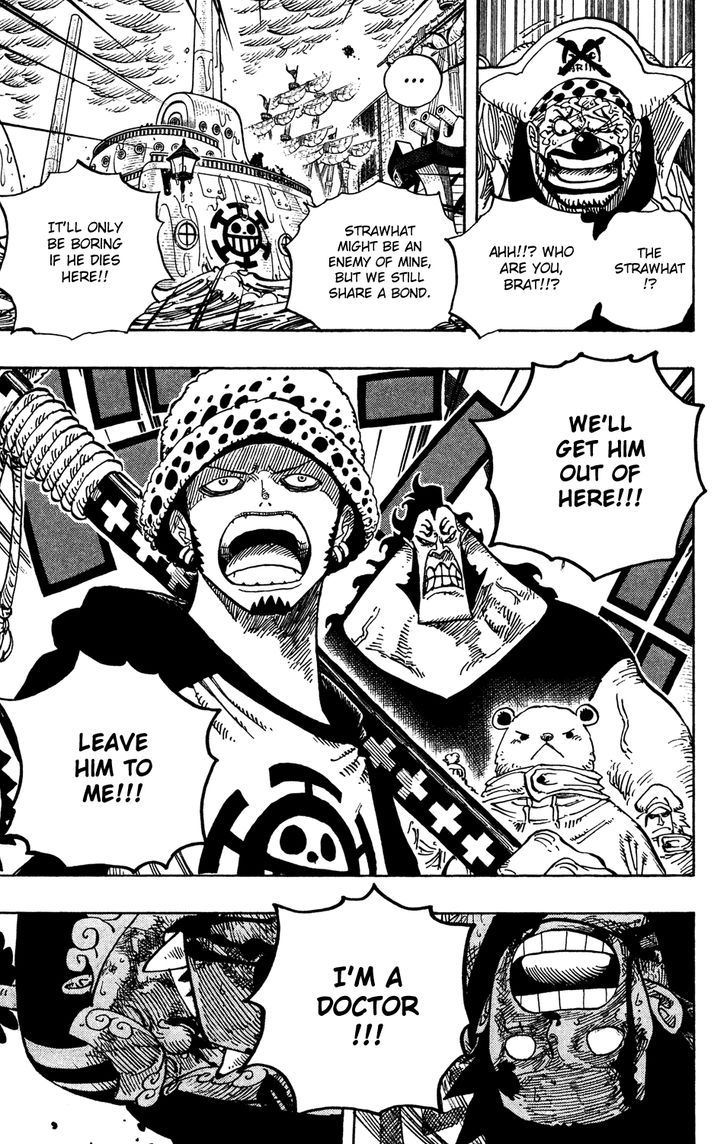 THE
STRAWHAT
!?
AHH!!? WHO
ARE YOU,
BRAT!!?
...
STRAWHAT
MIGHT BE AN
ENEMY OF MINE,
BUT WE STILL
SHARE A BOND.
IT'LL ONLY
BE BORING
IF HE DIES
HERE!!
WE'LL
GET HIM
OUT OF
HERE!!!
LEAVE
HIM TO
ME!!!
I'M A
DOCTOR
!!!